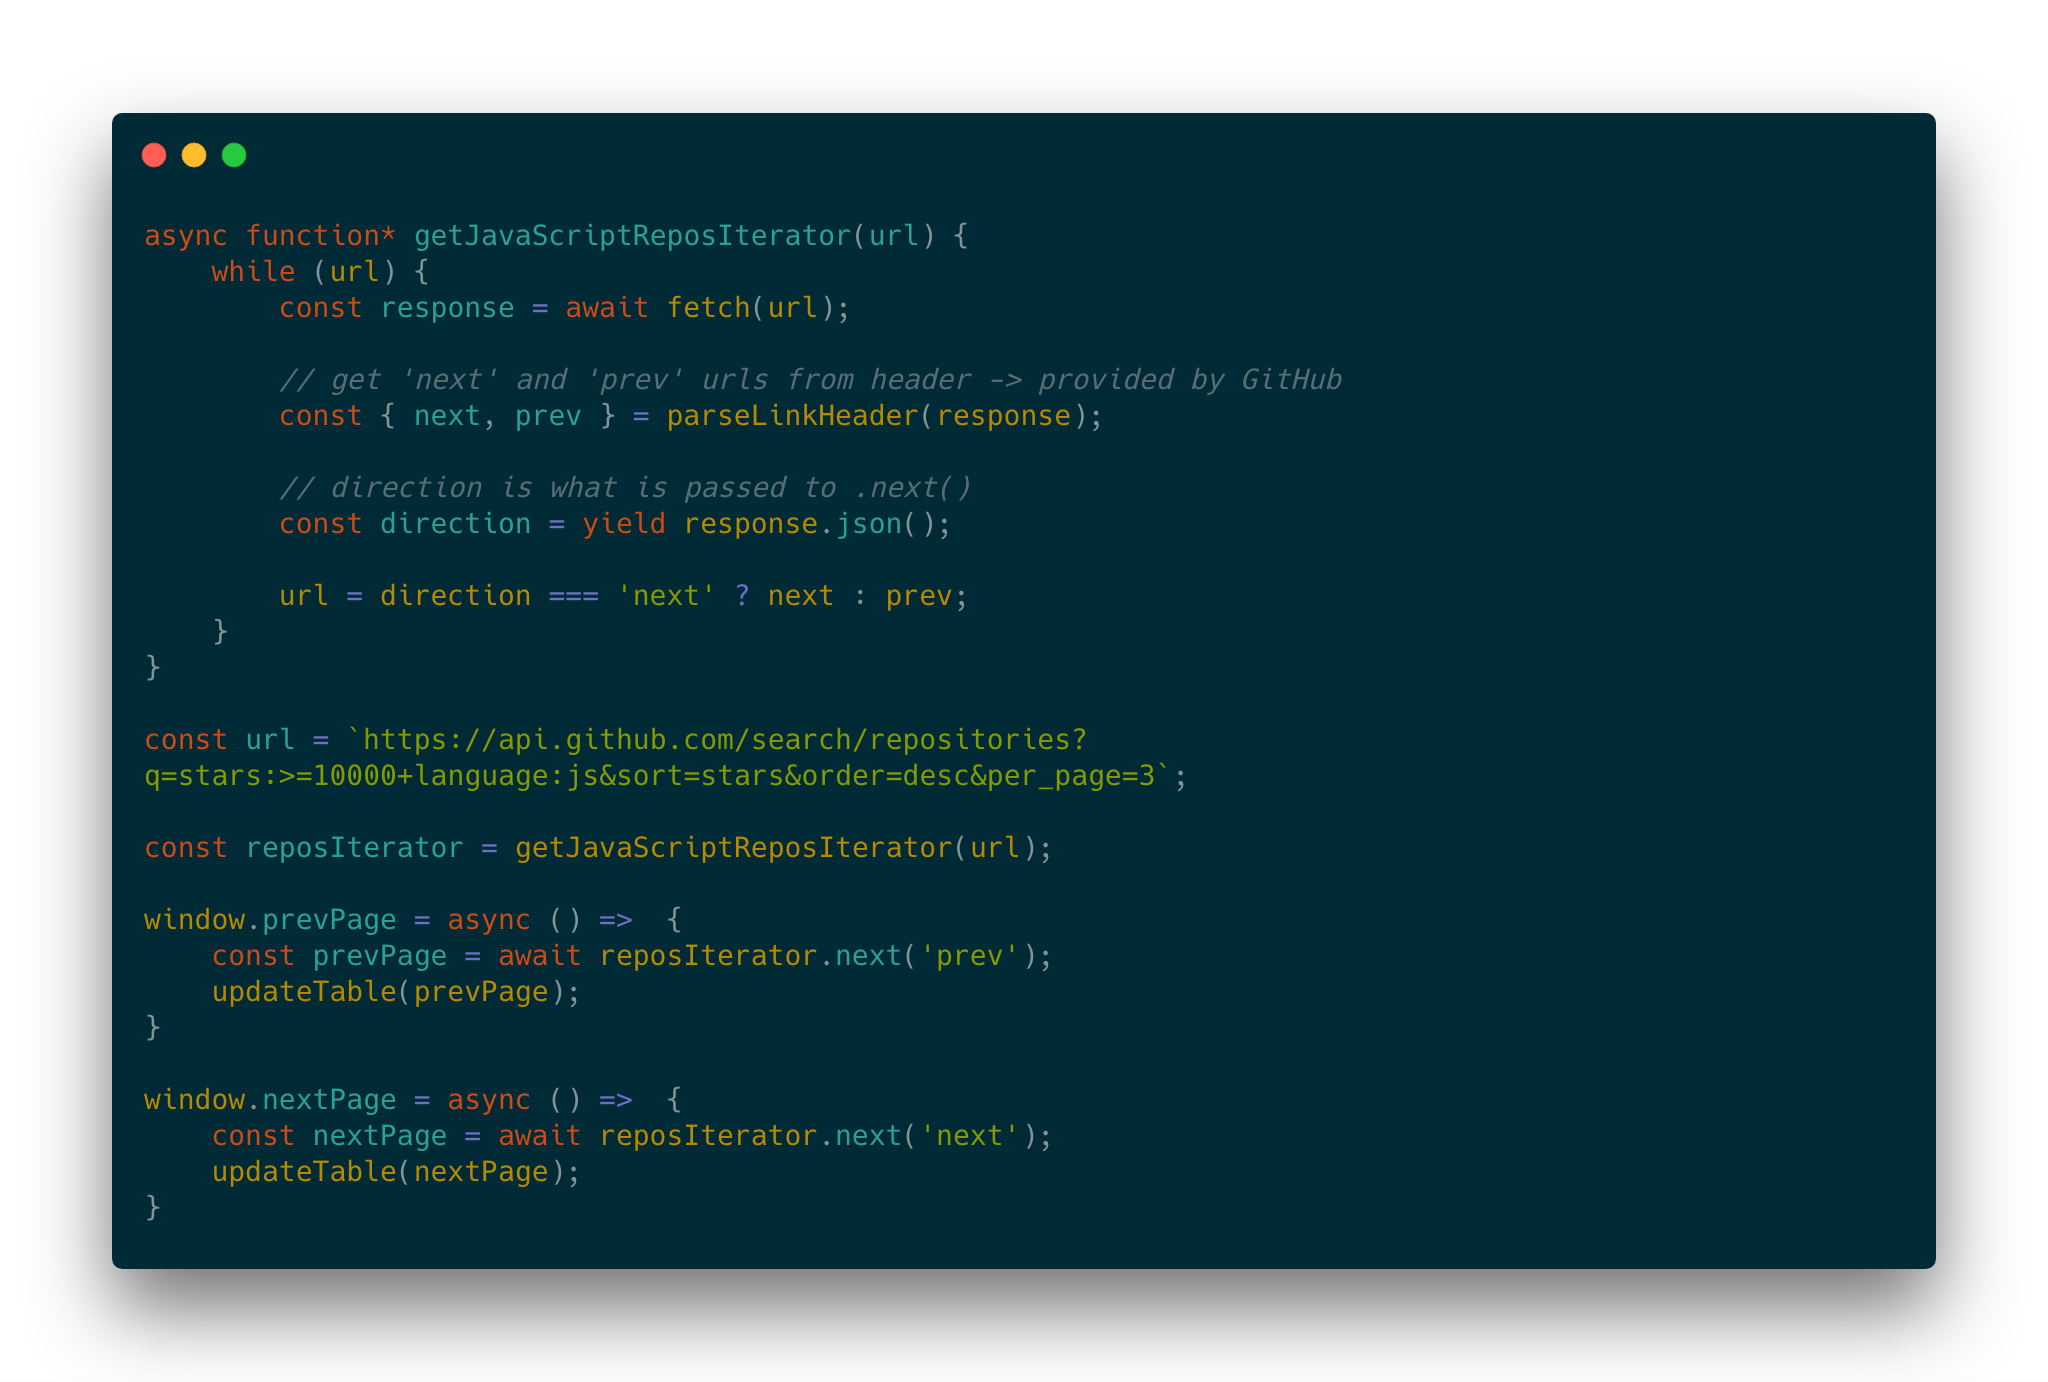 async function* getJavaScriptReposIterator(url) {
    while (url) {
        const response = await fetch(url);

        // get 'next' and 'prev' urls from header -> provided by GitHub
        const { next, prev } = parseLinkHeader(response);

        // direction is what is passed to .next()
        const direction = yield response.json();

        url = direction === 'next' ? next : prev;
    }
}

const url = `https://api.github.com/search/repositories?
q=stars:>=10000+language:js&sort=stars&order=desc&per_page=3`;

const reposIterator = getJavaScriptReposIterator(url);

window.prevPage = async () =>  {
    const prevPage = await reposIterator.next('prev');
    updateTable(prevPage);
}

window.nextPage = async () =>  {
    const nextPage = await reposIterator.next('next');
    updateTable(nextPage);
}